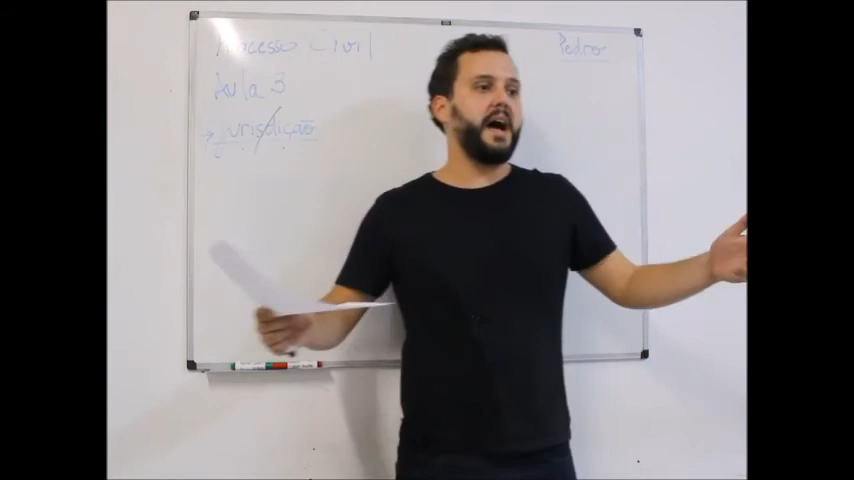 Processo Civil
Pedro
Aula 3
→ Jurisdição